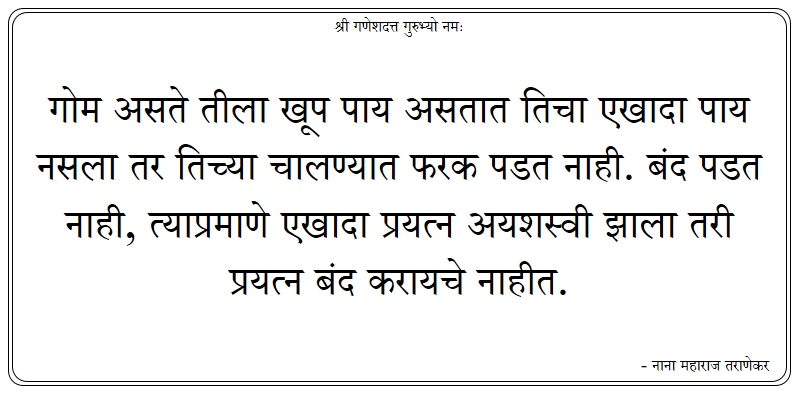 श्री गणेशदत्त गुरुभ्यो नमः
गोम असते तीला खूप पाय असतात तिचा एखादा पाय
नसला तर तिच्या चालण्यात फरक पडत नाही. बंद पडत
नाही, त्याप्रमाणे एखादा प्रयत्न अयशस्वी झाला तरी
प्रयत्न बंद करायचे नाहीत.
- नाना महाराज तराणेकर